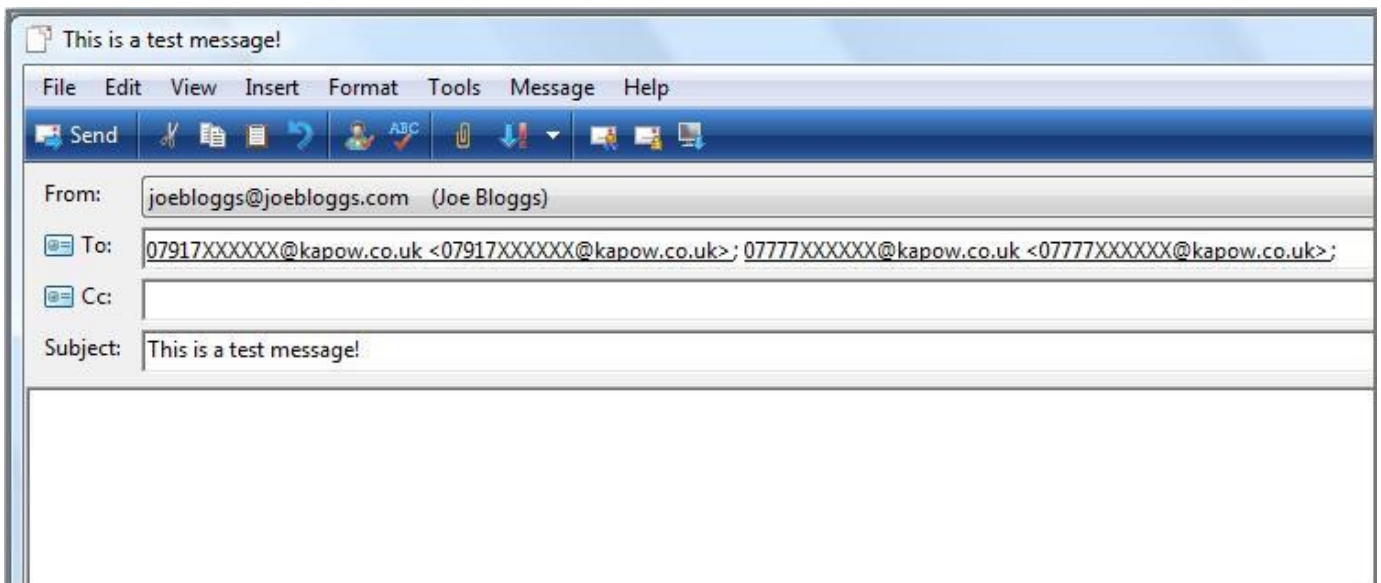 This is a test message!
File Edit View Insert Format Tools Message Help
Send ABC
From: joebloggs@joebloggs.com (Joe Bloggs)
To: 07917XXXXXX@kapow.co.uk <07917XXXXXX@kapow.co.uk>; 07777XXXXXX@kapow.co.uk <07777XXXXXX@kapow.co.uk>;
Cc:
Subject: This is a test message!